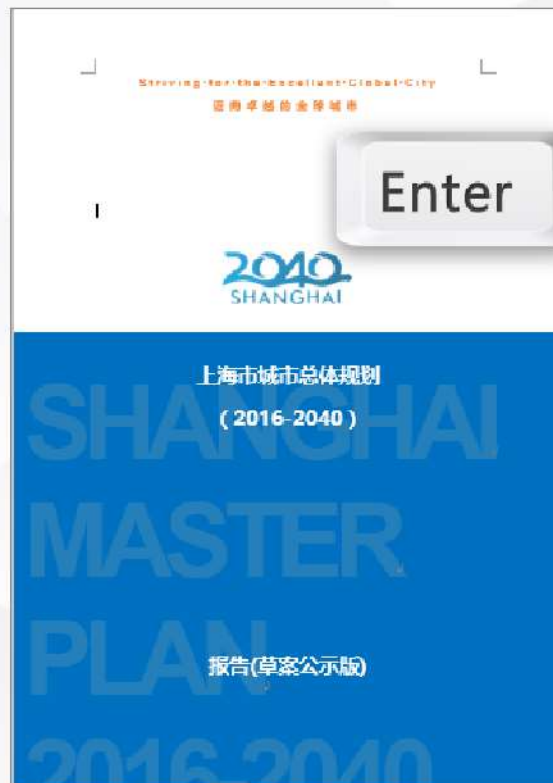 Striving·for·the·Excellent·Global·City
迈向卓越的全球城市
Enter
2040
SHANGHAI
上海市城市总体规划
(2016-2040)
SHANGHAI
MASTER
PLAN
报告(草案公示版)
2016-2040